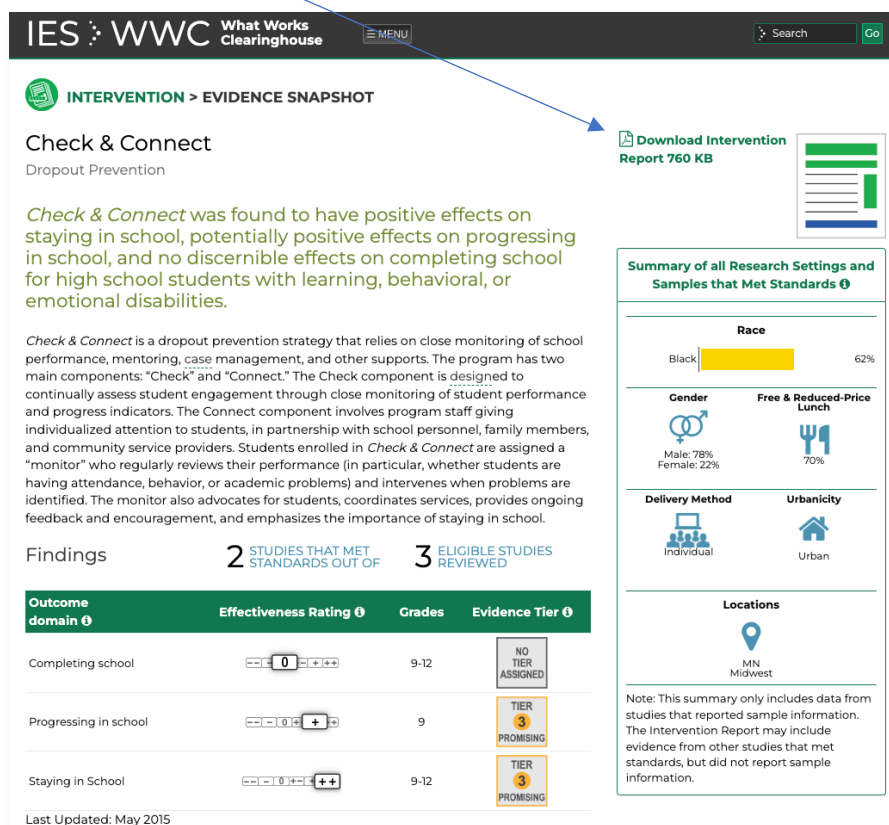 IES WWC What Works Clearinghouse
MENU
Search
Go
INTERVENTION > EVIDENCE SNAPSHOT
Check & Connect
Dropout Prevention
Check & Connect was found to have positive effects on
staying in school, potentially positive effects on progressing
in school, and no discernible effects on completing school
for high school students with learning, behavioral, or
emotional disabilities.
Check & Connect is a dropout prevention strategy that relies on close monitoring of school
performance, mentoring, case management, and other supports. The program has two
main components: “Check” and “Connect.” The Check component is designed to
continually assess student engagement through close monitoring of student performance
and progress indicators. The Connect component involves program staff giving
individualized attention to students, in partnership with school personnel, family members,
and community service providers. Students enrolled in Check & Connect are assigned a
“monitor” who regularly reviews their performance (in particular, whether students are
having attendance, behavior, or academic problems) and intervenes when problems are
identified. The monitor also advocates for students, coordinates services, provides ongoing
feedback and encouragement, and emphasizes the importance of staying in school.
Findings
2 STUDIES THAT MET
STANDARDS OUT OF
3 ELIGIBLE STUDIES
REVIEWED
Outcome
domain
Effectiveness Rating
Grades
Evidence Tier
Completing school
-- - 0 - + ++
9-12
NO
TIER
ASSIGNED
Progressing in school
-- - 0 + + +
9
TIER
3
PROMISING
Staying in School
-- - 0 +- + ++
9-12
TIER
3
PROMISING
Last Updated: May 2015
Download Intervention
Report 760 KB
Summary of all Research Settings and
Samples that Met Standards
Race
Black
62%
Gender
Male: 78%
Female: 22%
Free & Reduced-Price
Lunch
70%
Delivery Method
Individual
Urbanicity
Urban
Locations
MN
Midwest
Note: This summary only includes data from
studies that reported sample information.
The Intervention Report may include
evidence from other studies that met
standards, but did not report sample
information.